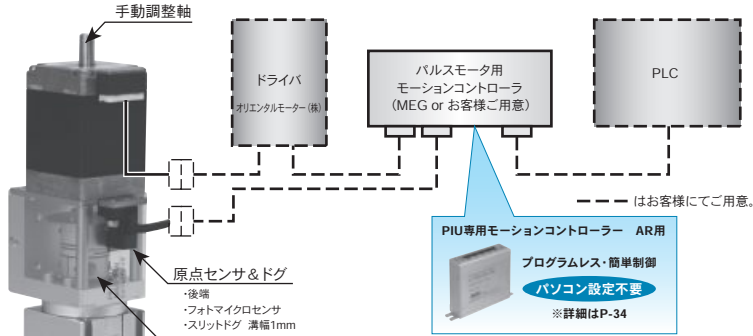 手動調整軸
ドライバ
オリエンタルモーター(株)
パルスモータ用
モーションコントローラ
(MEG or お客様ご用意)
PLC
はお客様にてご用意。
PIU専用モーションコントローラー AR用
プログラムレス・簡単制御
パソコン設定不要
※詳細はP-34
原点センサ&ドグ
・後端
・フォトマイクロセンサ
・スリットドグ 溝幅1mm